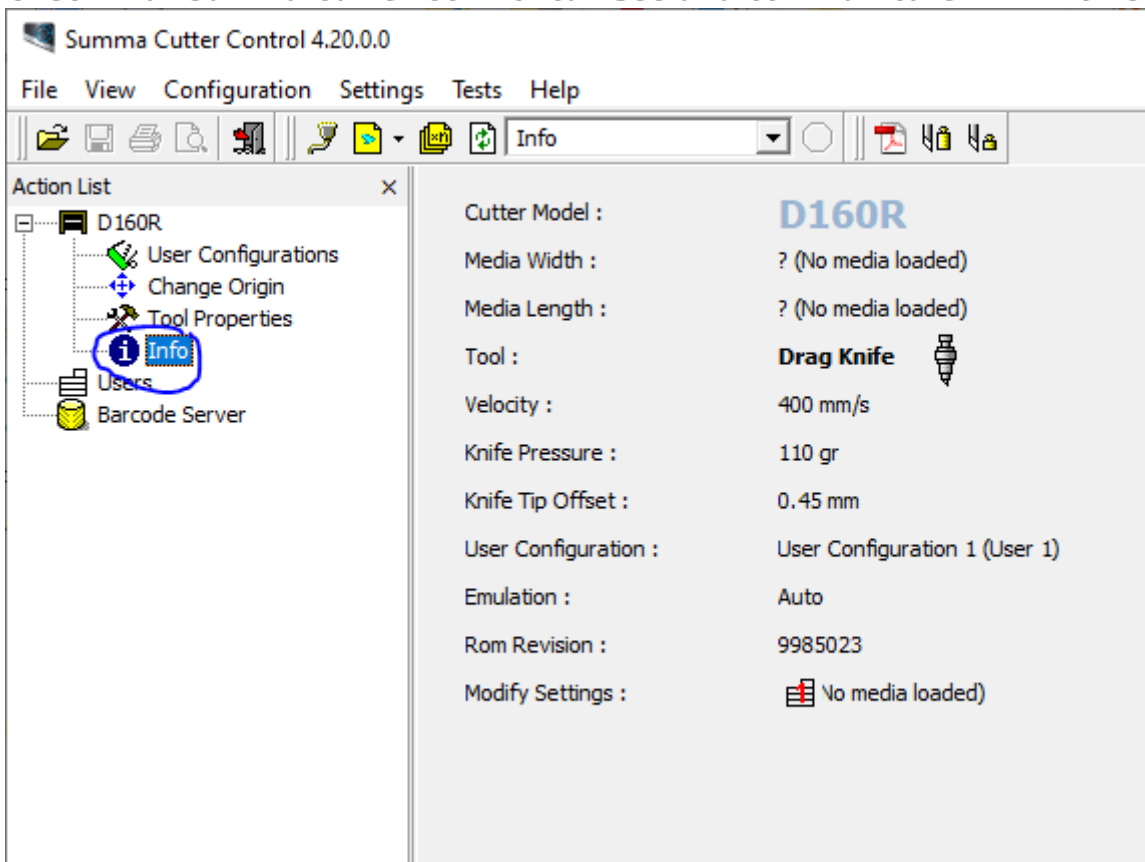 Summa Cutter Control 4.20.0.0
File View Configuration Settings Tests Help
Info
Action List
D160R
User Configurations
Change Origin
Tool Properties
Info
Users
Barcode Server
Cutter Model : D160R
Media Width : ? (No media loaded)
Media Length : ? (No media loaded)
Tool : Drag Knife
Velocity : 400 mm/s
Knife Pressure : 110 gr
Knife Tip Offset : 0.45 mm
User Configuration : User Configuration 1 (User 1)
Emulation : Auto
Rom Revision : 9985023
Modify Settings : No media loaded)